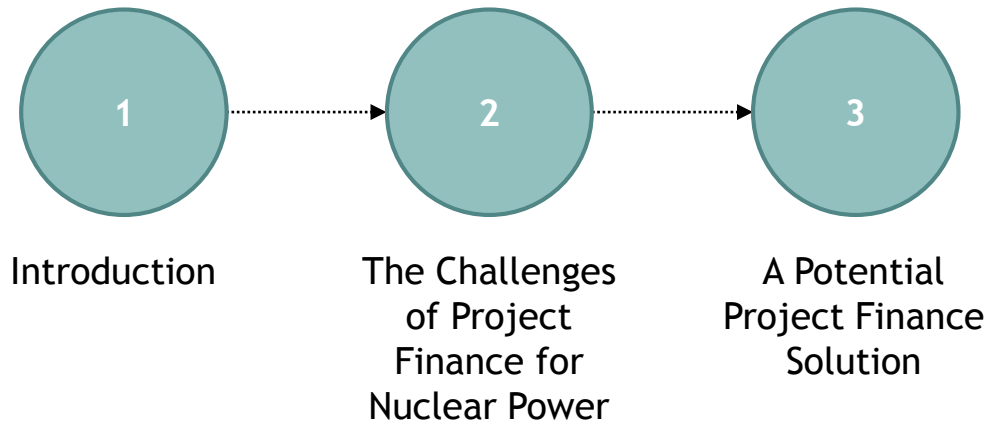 1
2
3
Introduction
The Challenges
of Project
Finance for
Nuclear Power
A Potential
Project Finance
Solution